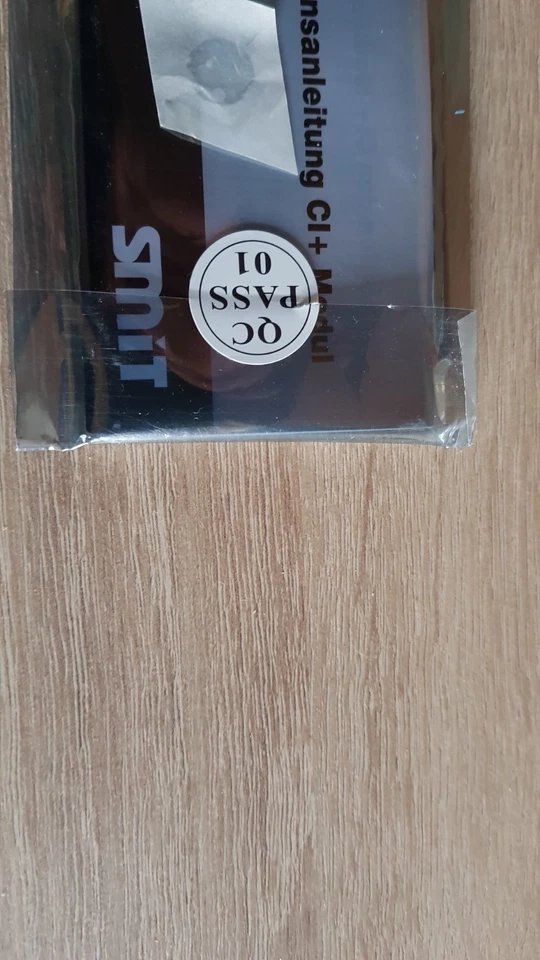 nsanleitung CI+ Modul
SMiT
QC
PASS
01